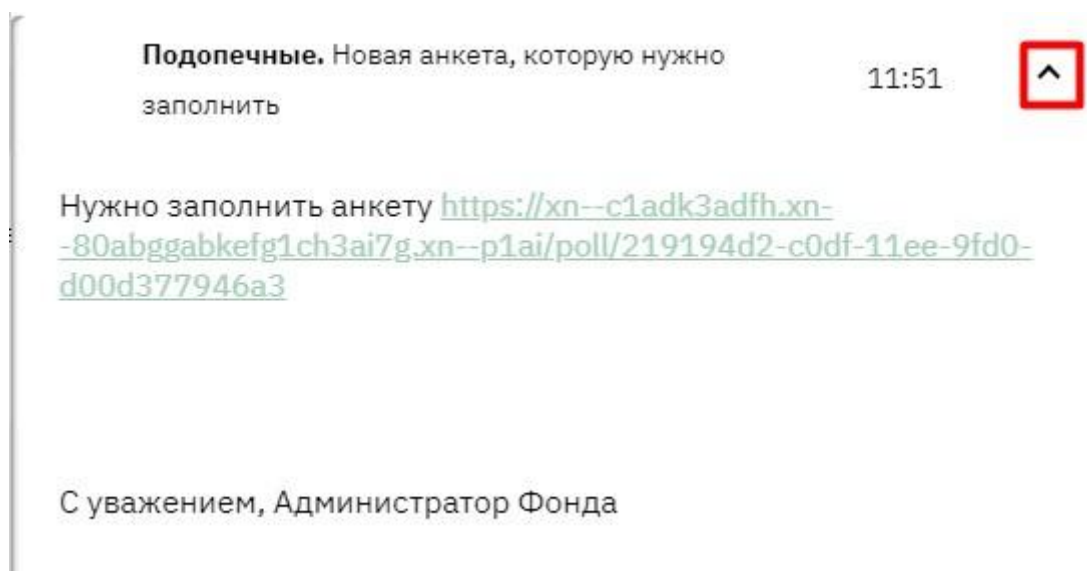 Подопечные. Новая анкета, которую нужно
заполнить
11:51
Нужно заполнить анкету https://xn--c1adk3adfh.xn-
-80abggabkefg1ch3ai7g.xn--p1ai/poll/219194d2-c0df-11ee-9fd0-
d00d377946a3
С уважением, Администратор Фонда